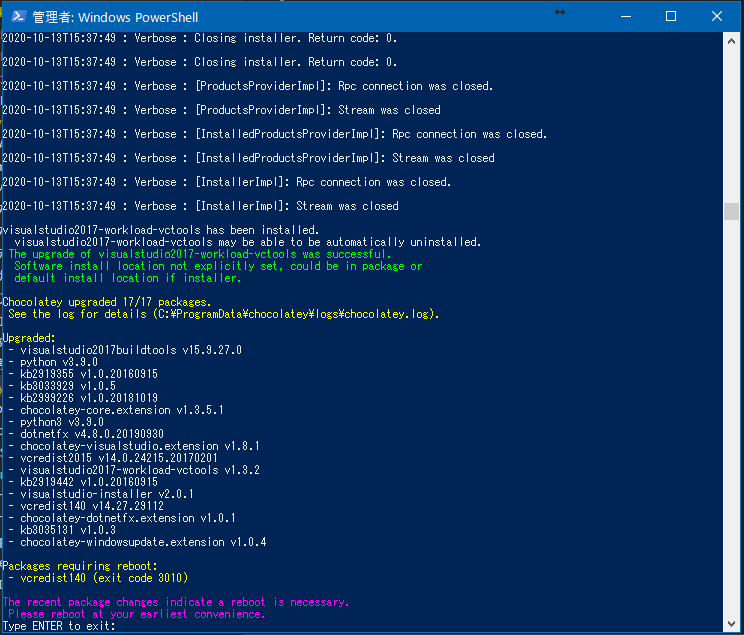 管理者: Windows PowerShell
2020-10-13T15:37:49 : Verbose : Closing installer. Return code: 0.
2020-10-13T15:37:49 : Verbose : Closing installer. Return code: 0.
2020-10-13T15:37:49 : Verbose : [ProductsProviderImpl]: Rpc connection was closed.
2020-10-13T15:37:49 : Verbose : [ProductsProviderImpl]: Stream was closed
2020-10-13T15:37:49 : Verbose : [InstalledProductsProviderImpl]: Rpc connection was closed.
2020-10-13T15:37:49 : Verbose : [InstalledProductsProviderImpl]: Stream was closed
2020-10-13T15:37:49 : Verbose : [InstallerImpl]: Rpc connection was closed.
2020-10-13T15:37:49 : Verbose : [InstallerImpl]: Stream was closed
visualstudio2017-workload-vctools has been installed.
visualstudio2017-workload-vctools may be able to be automatically uninstalled.
The upgrade of visualstudio2017-workload-vctools was successful.
Software install location not explicitly set, could be in package or
default install location if installer.
Chocolatey upgraded 17/17 packages.
See the log for details (C:¥ProgramData¥chocolatey¥logs¥chocolatey.log).
Upgraded:
- visualstudio2017buildtools v15.9.27.0
- python v3.9.0
- kb2919355 v1.0.20160915
- kb3033929 v1.0.5
- kb2999226 v1.0.20181019
- chocolatey-core.extension v1.3.5.1
- python3 v3.9.0
- dotnetfx v4.8.0.20190930
- chocolatey-visualstudio.extension v1.8.1
- vcredist2015 v14.0.24215.20170201
- visualstudio2017-workload-vctools v1.3.2
- kb2919442 v1.0.20160915
- visualstudio-installer v2.0.1
- vcredist140 v14.27.29112
- chocolatey-dotnetfx.extension v1.0.1
- kb3035131 v1.0.3
- chocolatey-windowsupdate.extension v1.0.4
Packages requiring reboot:
- vcredist140 (exit code 3010)
The recent package changes indicate a reboot is necessary.
Please reboot at your earliest convenience.
Type ENTER to exit: